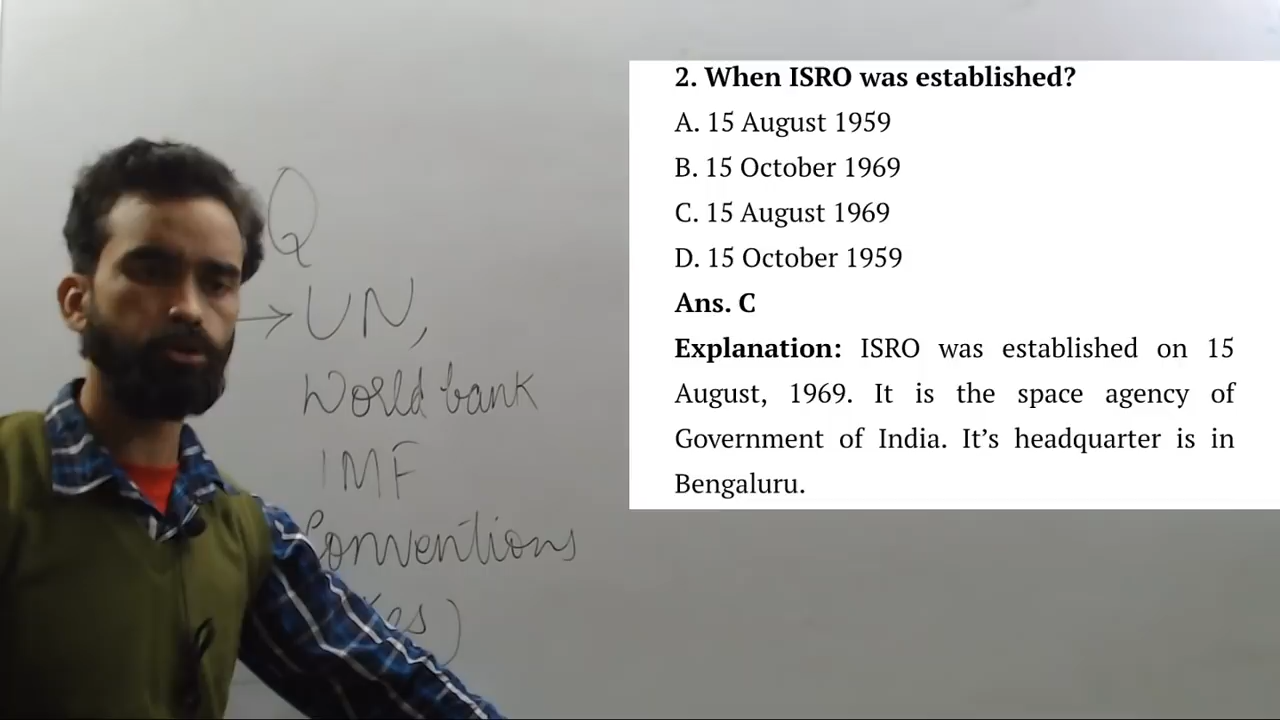 Q
→ UN,
World bank
IMF
Conventions
2. When ISRO was established?
A. 15 August 1959
B. 15 October 1969
C. 15 August 1969
D. 15 October 1959
Ans. C
Explanation: ISRO was established on 15
August, 1969. It is the space agency of
Government of India. It’s headquarter is in
Bengaluru.